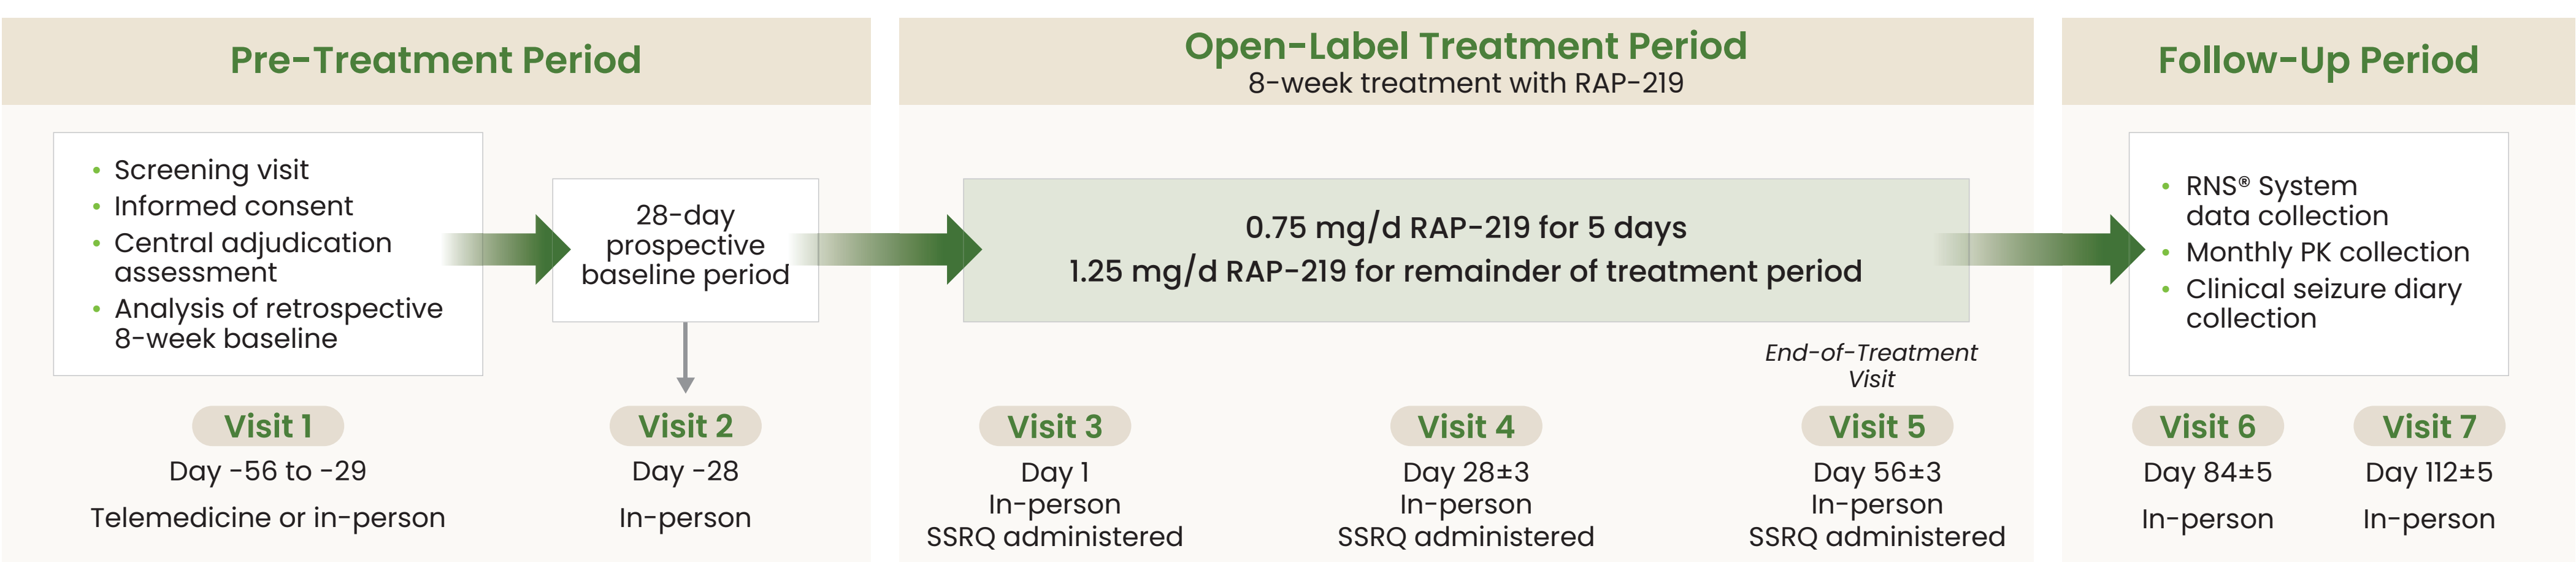 Pre-Treatment Period
• Screening visit
• Informed consent
• Central adjudication
assessment
• Analysis of retrospective
8-week baseline
28-day
prospective
baseline period
Visit 1
Day -56 to -29
Telemedicine or in-person
Visit 2
Day -28
In-person
Open-Label Treatment Period
8-week treatment with RAP-219
0.75 mg/d RAP-219 for 5 days
1.25 mg/d RAP-219 for remainder of treatment period
Visit 3
Day 1
In-person
SSRQ administered
Visit 4
Day 28±3
In-person
SSRQ administered
End-of-Treatment
Visit
Visit 5
Day 56±3
In-person
SSRQ administered
Follow-Up Period
• RNS® System
data collection
• Monthly PK collection
• Clinical seizure diary
collection
Visit 6
Day 84±5
In-person
Visit 7
Day 112±5
In-person